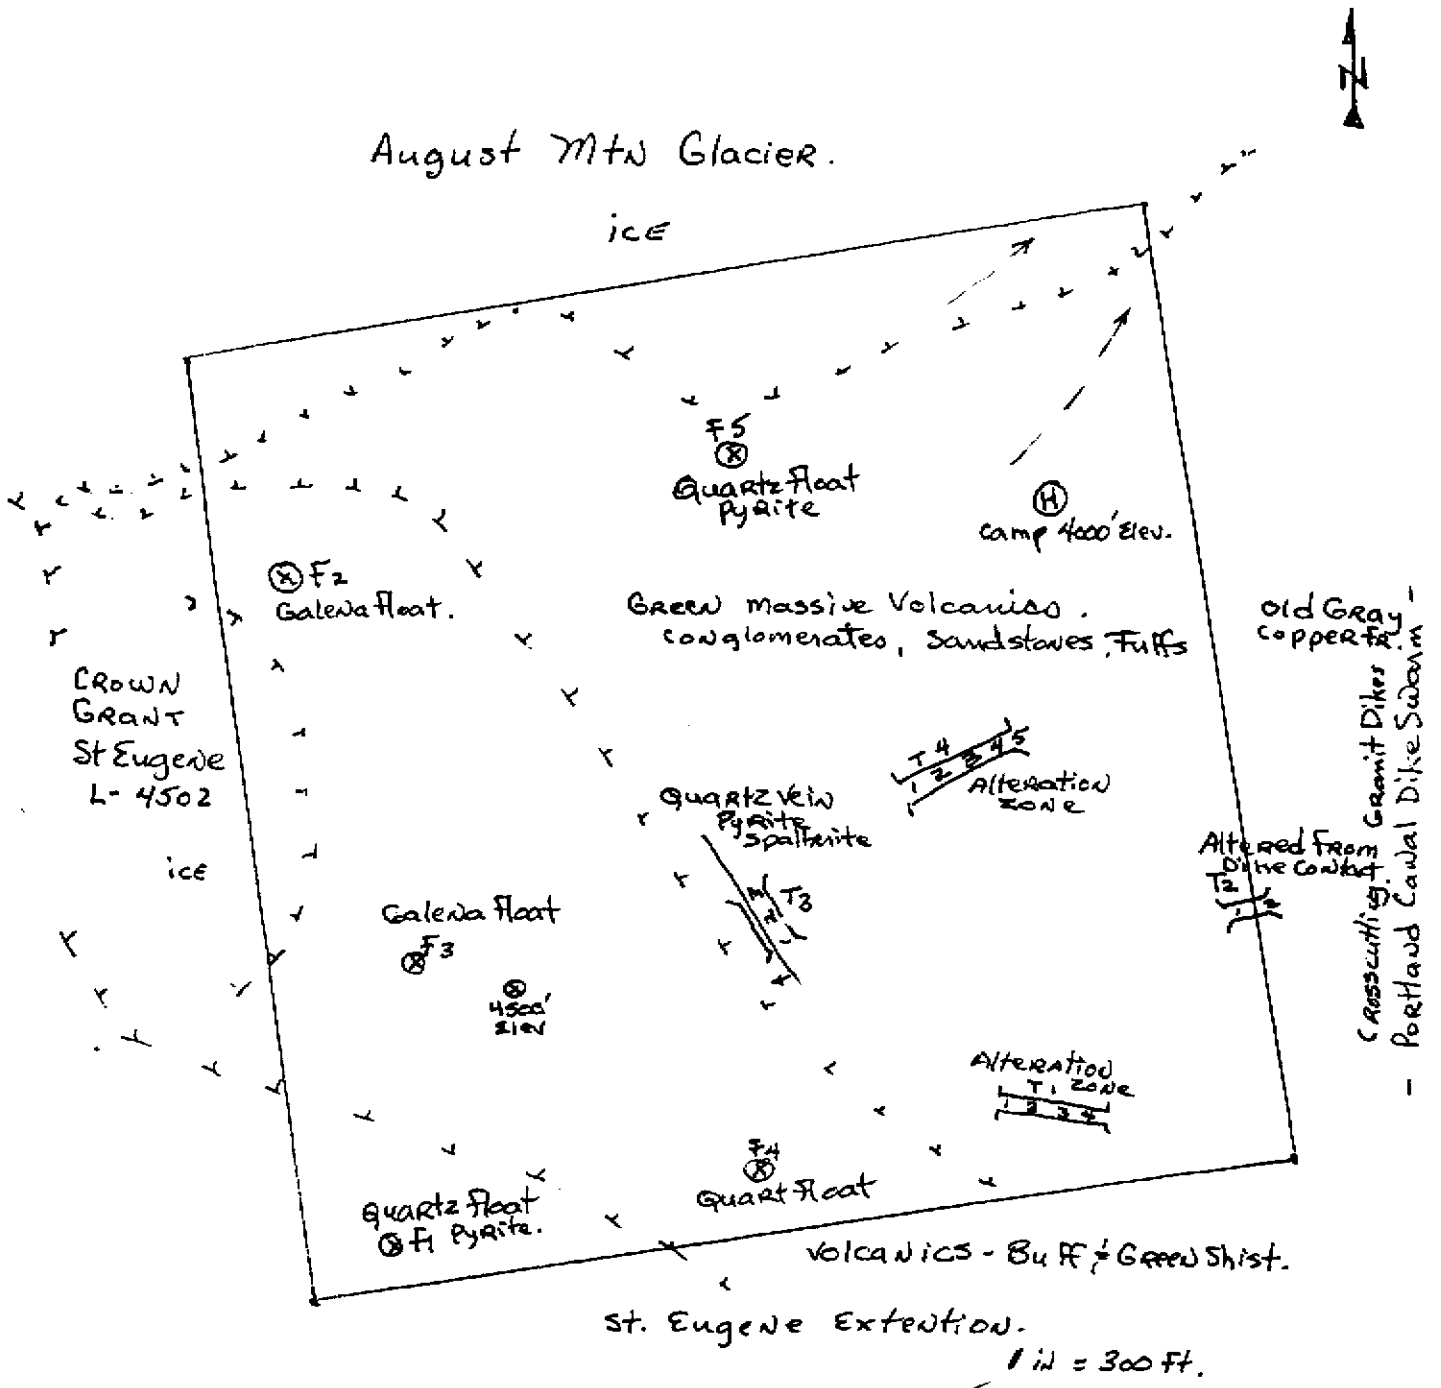 N
August Mtn Glacier.
ice
F5
Quartz float
Pyrite
H
Camp 4000' Elev.
F2
Galena float.
Green massive Volcanics.
conglomerates, Sandstones, Tuffs
Old Gray
Copper Fr.
CROWN
GRANT
St Eugene
L- 4502
ice
T4
1 2 3 4 5
Alteration
zone
Quartz vein
Pyrite
Spalherite
T3
Altered From
Dike Contact
T2
1 2
Crosscutting Granit Dikes
- Portland Canal Dike Swarm -
Galena float
F3
4500'
Elev
Alteration
T1 Zone
1 2 3 4
F4
Quart float
Quartz float
F1 Pyrite.
Volcanics - Buff & Green Shist.
St. Eugene Extention.
1 in = 300 Ft.